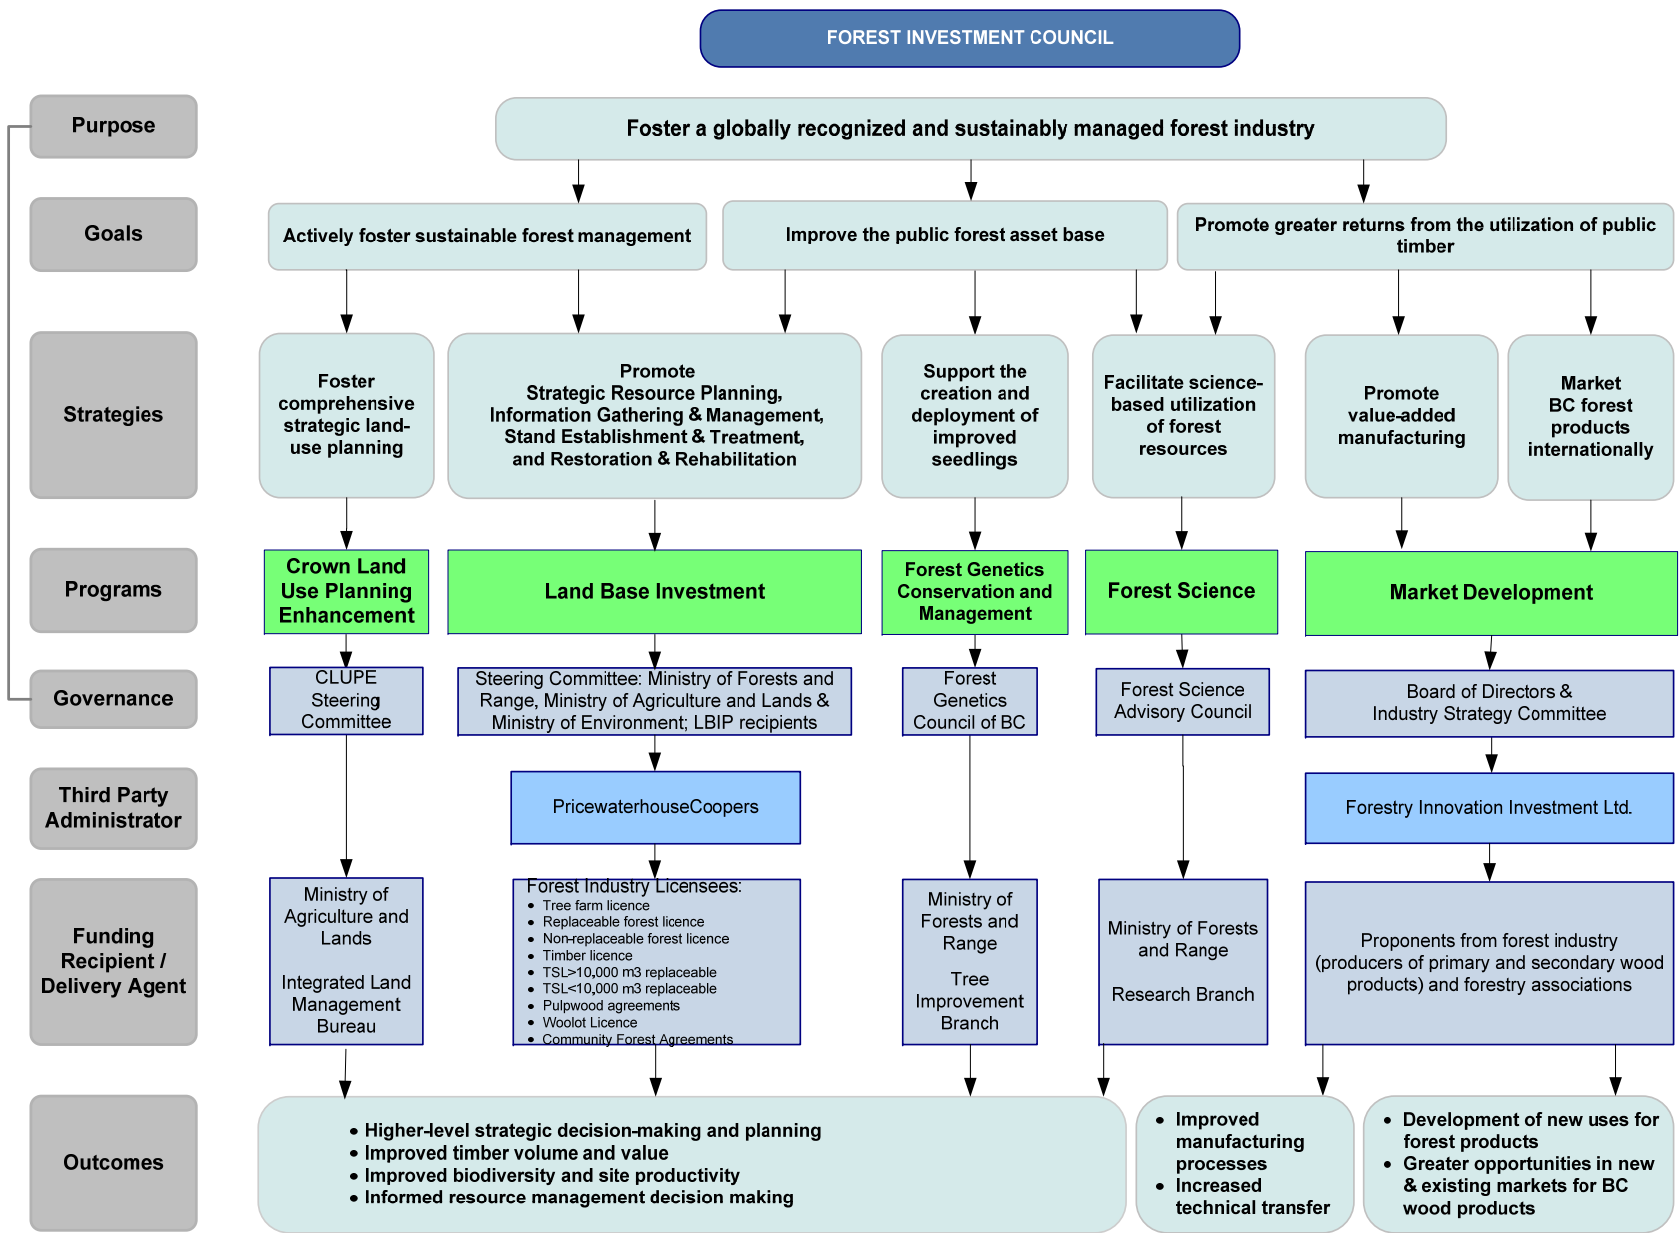 FOREST INVESTMENT COUNCIL
Purpose
Foster a globally recognized and sustainably managed forest industry
Goals
Actively foster sustainable forest management
Improve the public forest asset base
Promote greater returns from the utilization of public
timber
Strategies
Foster
comprehensive
strategic land-
use planning
Promote
Strategic Resource Planning,
Information Gathering & Management,
Stand Establishment & Treatment,
and Restoration & Rehabilitation
Support the
creation and
deployment of
improved
seedlings
Facilitate science-
based utilization
of forest
resources
Promote
value-added
manufacturing
Market
BC forest
products
internationally
Programs
Crown Land
Use Planning
Enhancement
Land Base Investment
Forest Genetics
Conservation and
Management
Forest Science
Market Development
Governance
CLUPE
Steering
Committee
Steering Committee: Ministry of Forests and
Range, Ministry of Agriculture and Lands &
Ministry of Environment; LBIP recipients
Forest
Genetics
Council of BC
Forest Science
Advisory Council
Board of Directors &
Industry Strategy Committee
Third Party
Administrator
PricewaterhouseCoopers
Forestry Innovation Investment Ltd.
Funding
Recipient /
Delivery Agent
Ministry of
Agriculture and
Lands
Integrated Land
Management
Bureau
Forest Industry Licensees:
• Tree farm licence
• Replaceable forest licence
• Non-replaceable forest licence
• Timber licence
• TSL>10,000 m3 replaceable
• TSL<10,000 m3 replaceable
• Pulpwood agreements
• Woolot Licence
• Community Forest Agreements
Ministry of
Forests and
Range
Tree
Improvement
Branch
Ministry of Forests
and Range
Research Branch
Proponents from forest industry
(producers of primary and secondary wood
products) and forestry associations
Outcomes
• Higher-level strategic decision-making and planning
• Improved timber volume and value
• Improved biodiversity and site productivity
• Informed resource management decision making
• Improved
manufacturing
processes
• Increased
technical transfer
• Development of new uses for
forest products
• Greater opportunities in new
& existing markets for BC
wood products